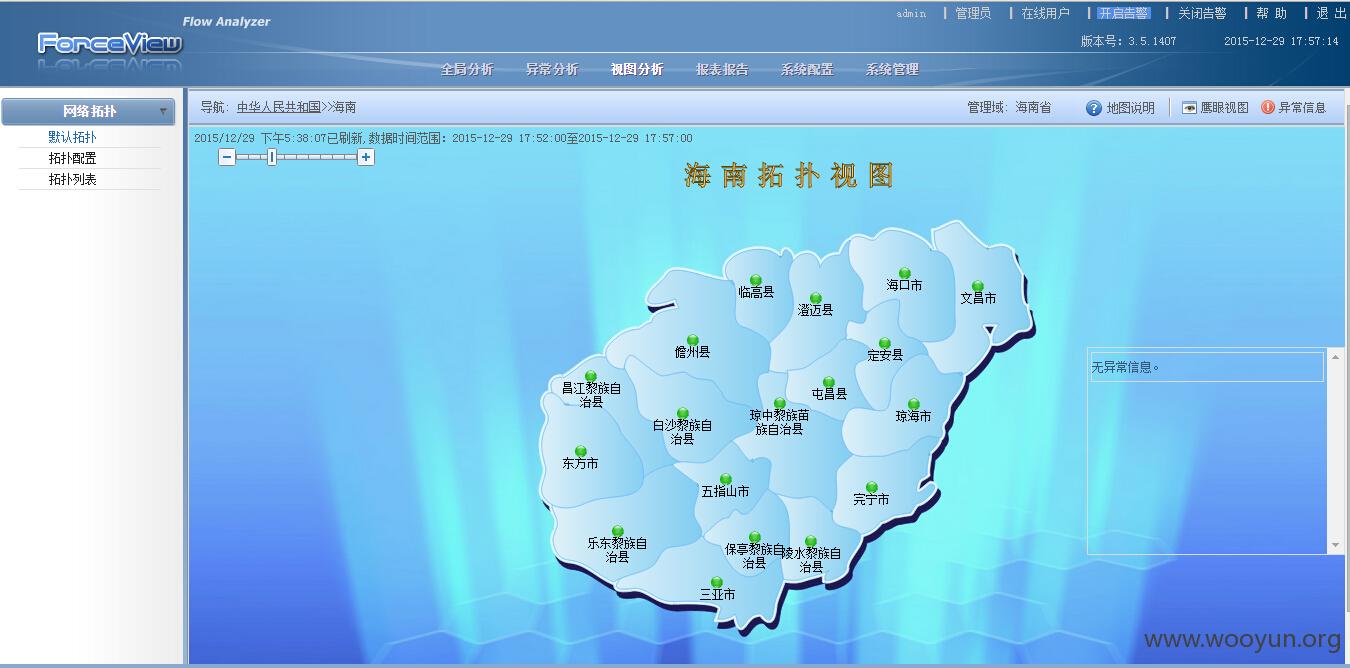 Flow Analyzer
ForceView
admin | 管理员 | 在线用户 | 开启告警 | 关闭告警 | 帮 助 | 退 出
版本号: 3.5.1407 2015-12-29 17:57:14
全局分析 异常分析 视图分析 报表报告 系统配置 系统管理
网络拓扑
默认拓扑
拓扑配置
拓扑列表
导航: 中华人民共和国>>海南 管理域: 海南省 地图说明 鹰眼视图 异常信息
2015/12/29 下午5:38:07已刷新,数据时间范围: 2015-12-29 17:52:00至2015-12-29 17:57:00
海南拓扑视图
临高县
澄迈县
海口市
文昌市
儋州县
定安县
昌江黎族自
治县
屯昌县
白沙黎族自
治县
琼中黎族苗
族自治县
琼海市
东方市
五指山市
完宁市
乐东黎族自
治县
保亭黎族自
治县
陵水黎族自
治县
三亚市
无异常信息。
www.wooyun.org